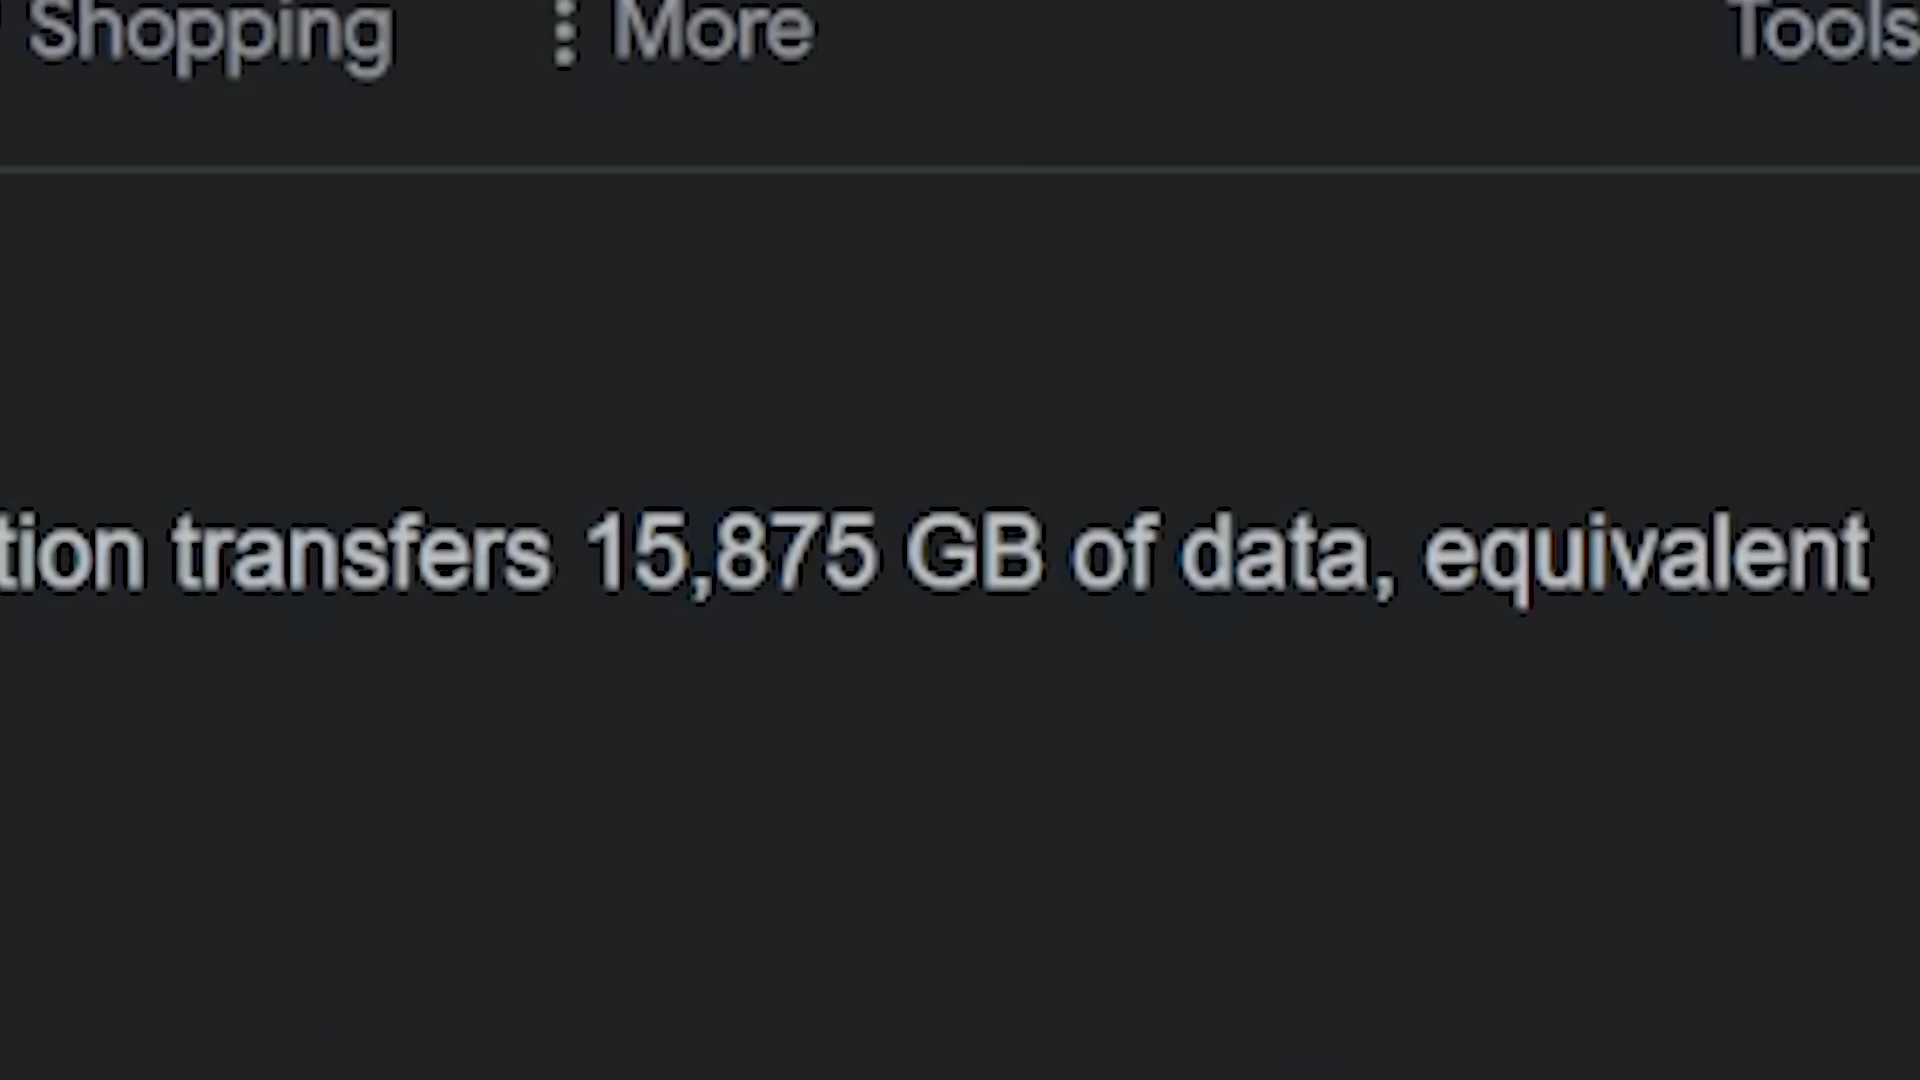 Shopping More Tools
tion transfers 15,875 GB of data, equivalent